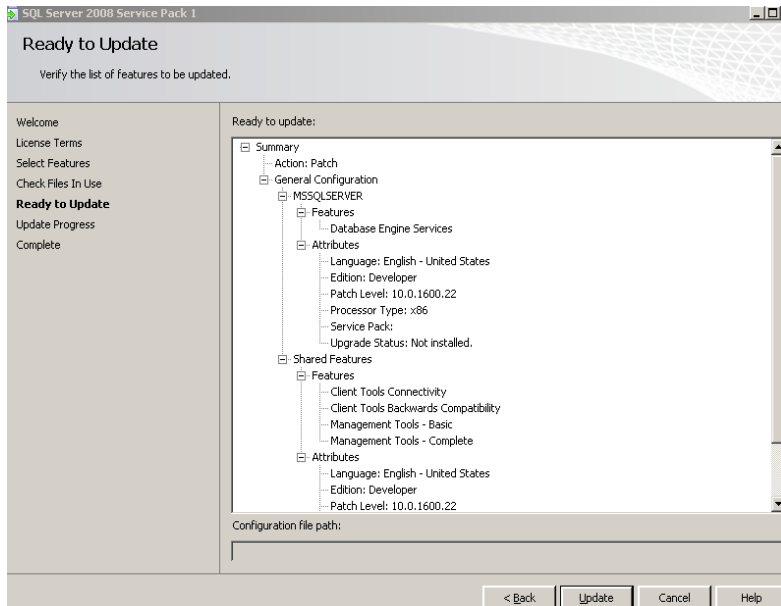 SQL Server 2008 Service Pack 1
Ready to Update
Verify the list of features to be updated.
Welcome
License Terms
Select Features
Check Files In Use
Ready to Update
Update Progress
Complete
Ready to update:
Summary
Action: Patch
General Configuration
MSSQLSERVER
Features
Database Engine Services
Attributes
Language: English - United States
Edition: Developer
Patch Level: 10.0.1600.22
Processor Type: x86
Service Pack:
Upgrade Status: Not installed.
Shared Features
Features
Client Tools Connectivity
Client Tools Backwards Compatibility
Management Tools - Basic
Management Tools - Complete
Attributes
Language: English - United States
Edition: Developer
Patch Level: 10.0.1600.22
Configuration file path:
< Back Update Cancel Help